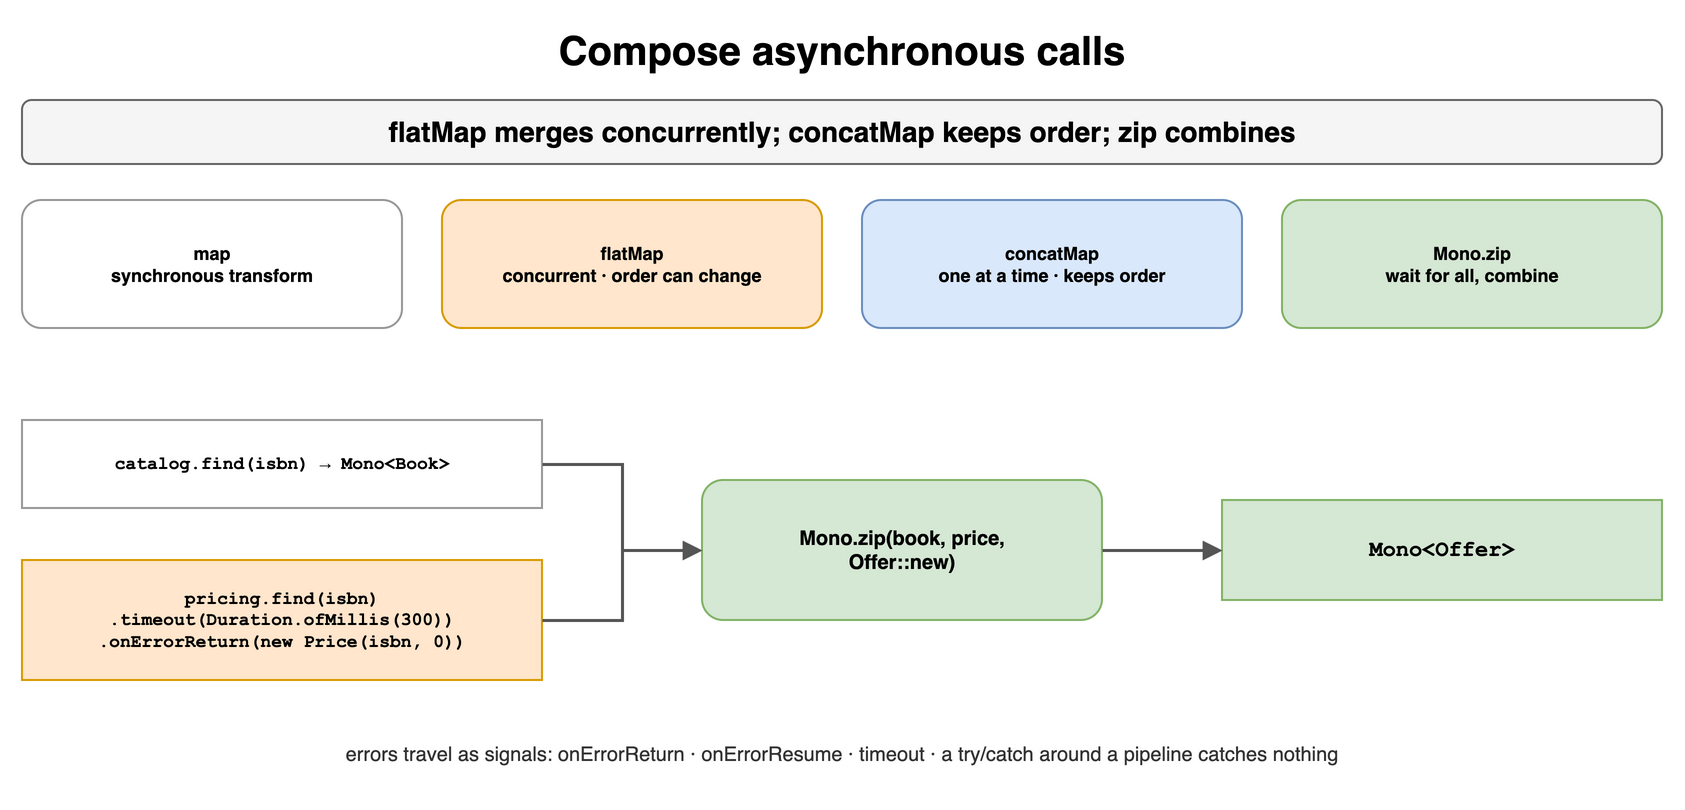 Compose asynchronous calls
flatMap merges concurrently; concatMap keeps order; zip combines
map
synchronous transform
flatMap
concurrent · order can change
concatMap
one at a time · keeps order
Mono.zip
wait for all, combine
catalog.find(isbn) → Mono<Book>
pricing.find(isbn)
.timeout(Duration.ofMillis(300))
.onErrorReturn(new Price(isbn, 0))
Mono.zip(book, price,
Offer::new)
Mono<Offer>
errors travel as signals: onErrorReturn · onErrorResume · timeout · a try/catch around a pipeline catches nothing